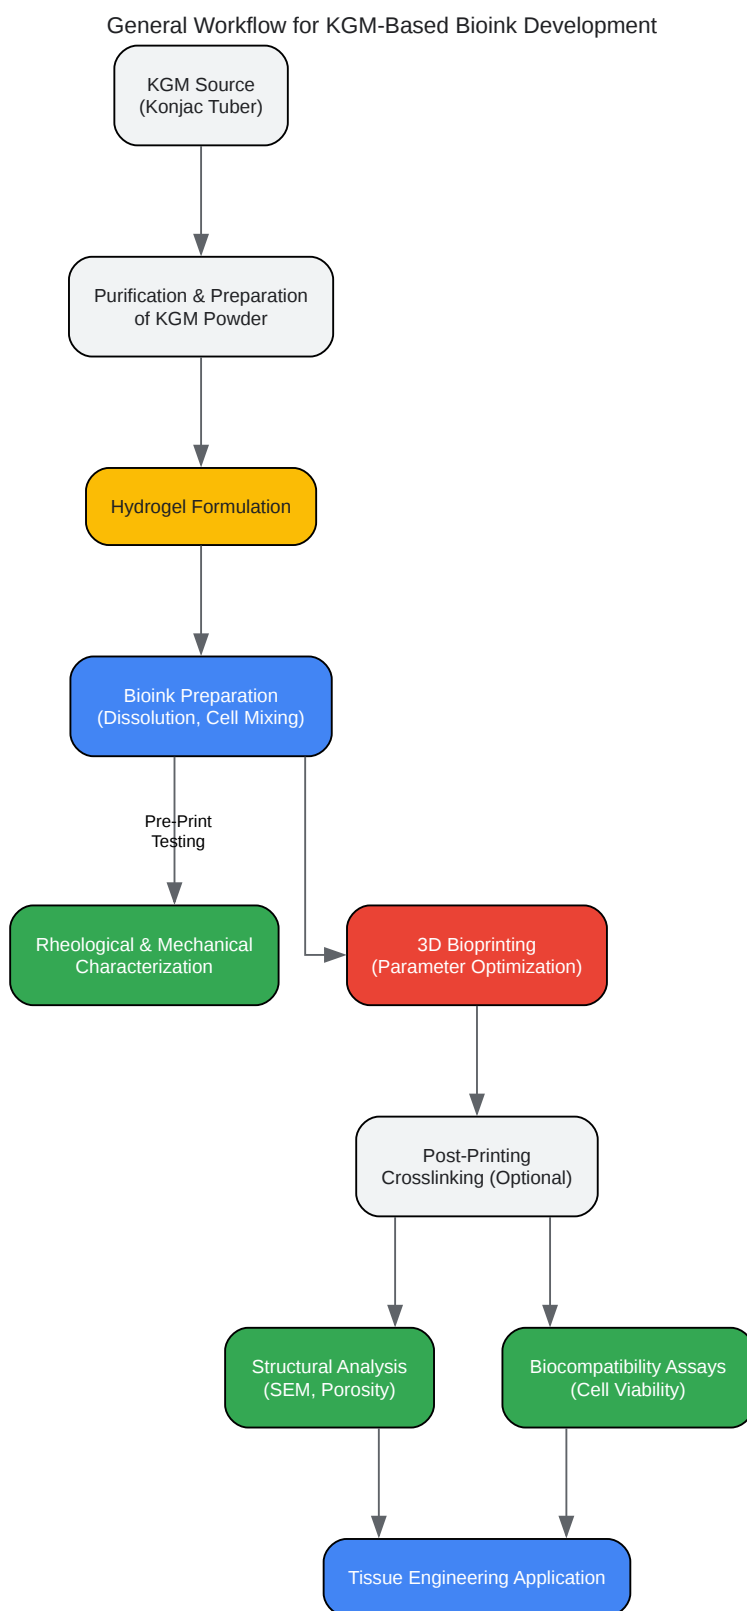 General Workflow for KGM-Based Bioink Development
KGM Source
(Konjac Tuber)
Purification & Preparation
of KGM Powder
Hydrogel Formulation
Bioink Preparation
(Dissolution, Cell Mixing)
Pre-Print
Testing
Rheological & Mechanical
Characterization
3D Bioprinting
(Parameter Optimization)
Post-Printing
Crosslinking (Optional)
Structural Analysis
(SEM, Porosity)
Biocompatibility Assays
(Cell Viability)
Tissue Engineering Application